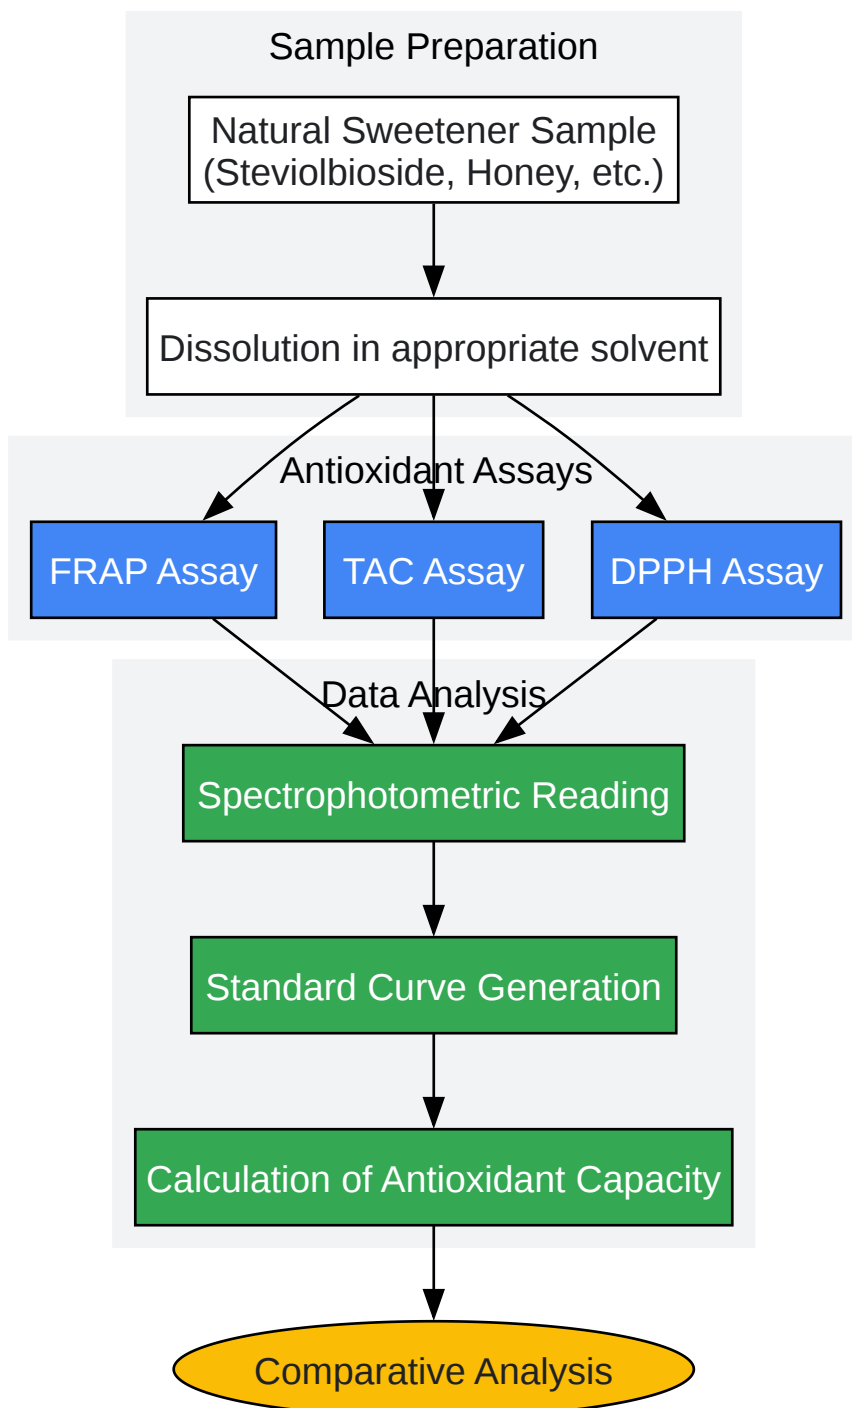 Sample Preparation
Natural Sweetener Sample
(Steviolbioside, Honey, etc.)
Dissolution in appropriate solvent
Antioxidant Assays
FRAP Assay
TAC Assay
DPPH Assay
Data Analysis
Spectrophotometric Reading
Standard Curve Generation
Calculation of Antioxidant Capacity
Comparative Analysis